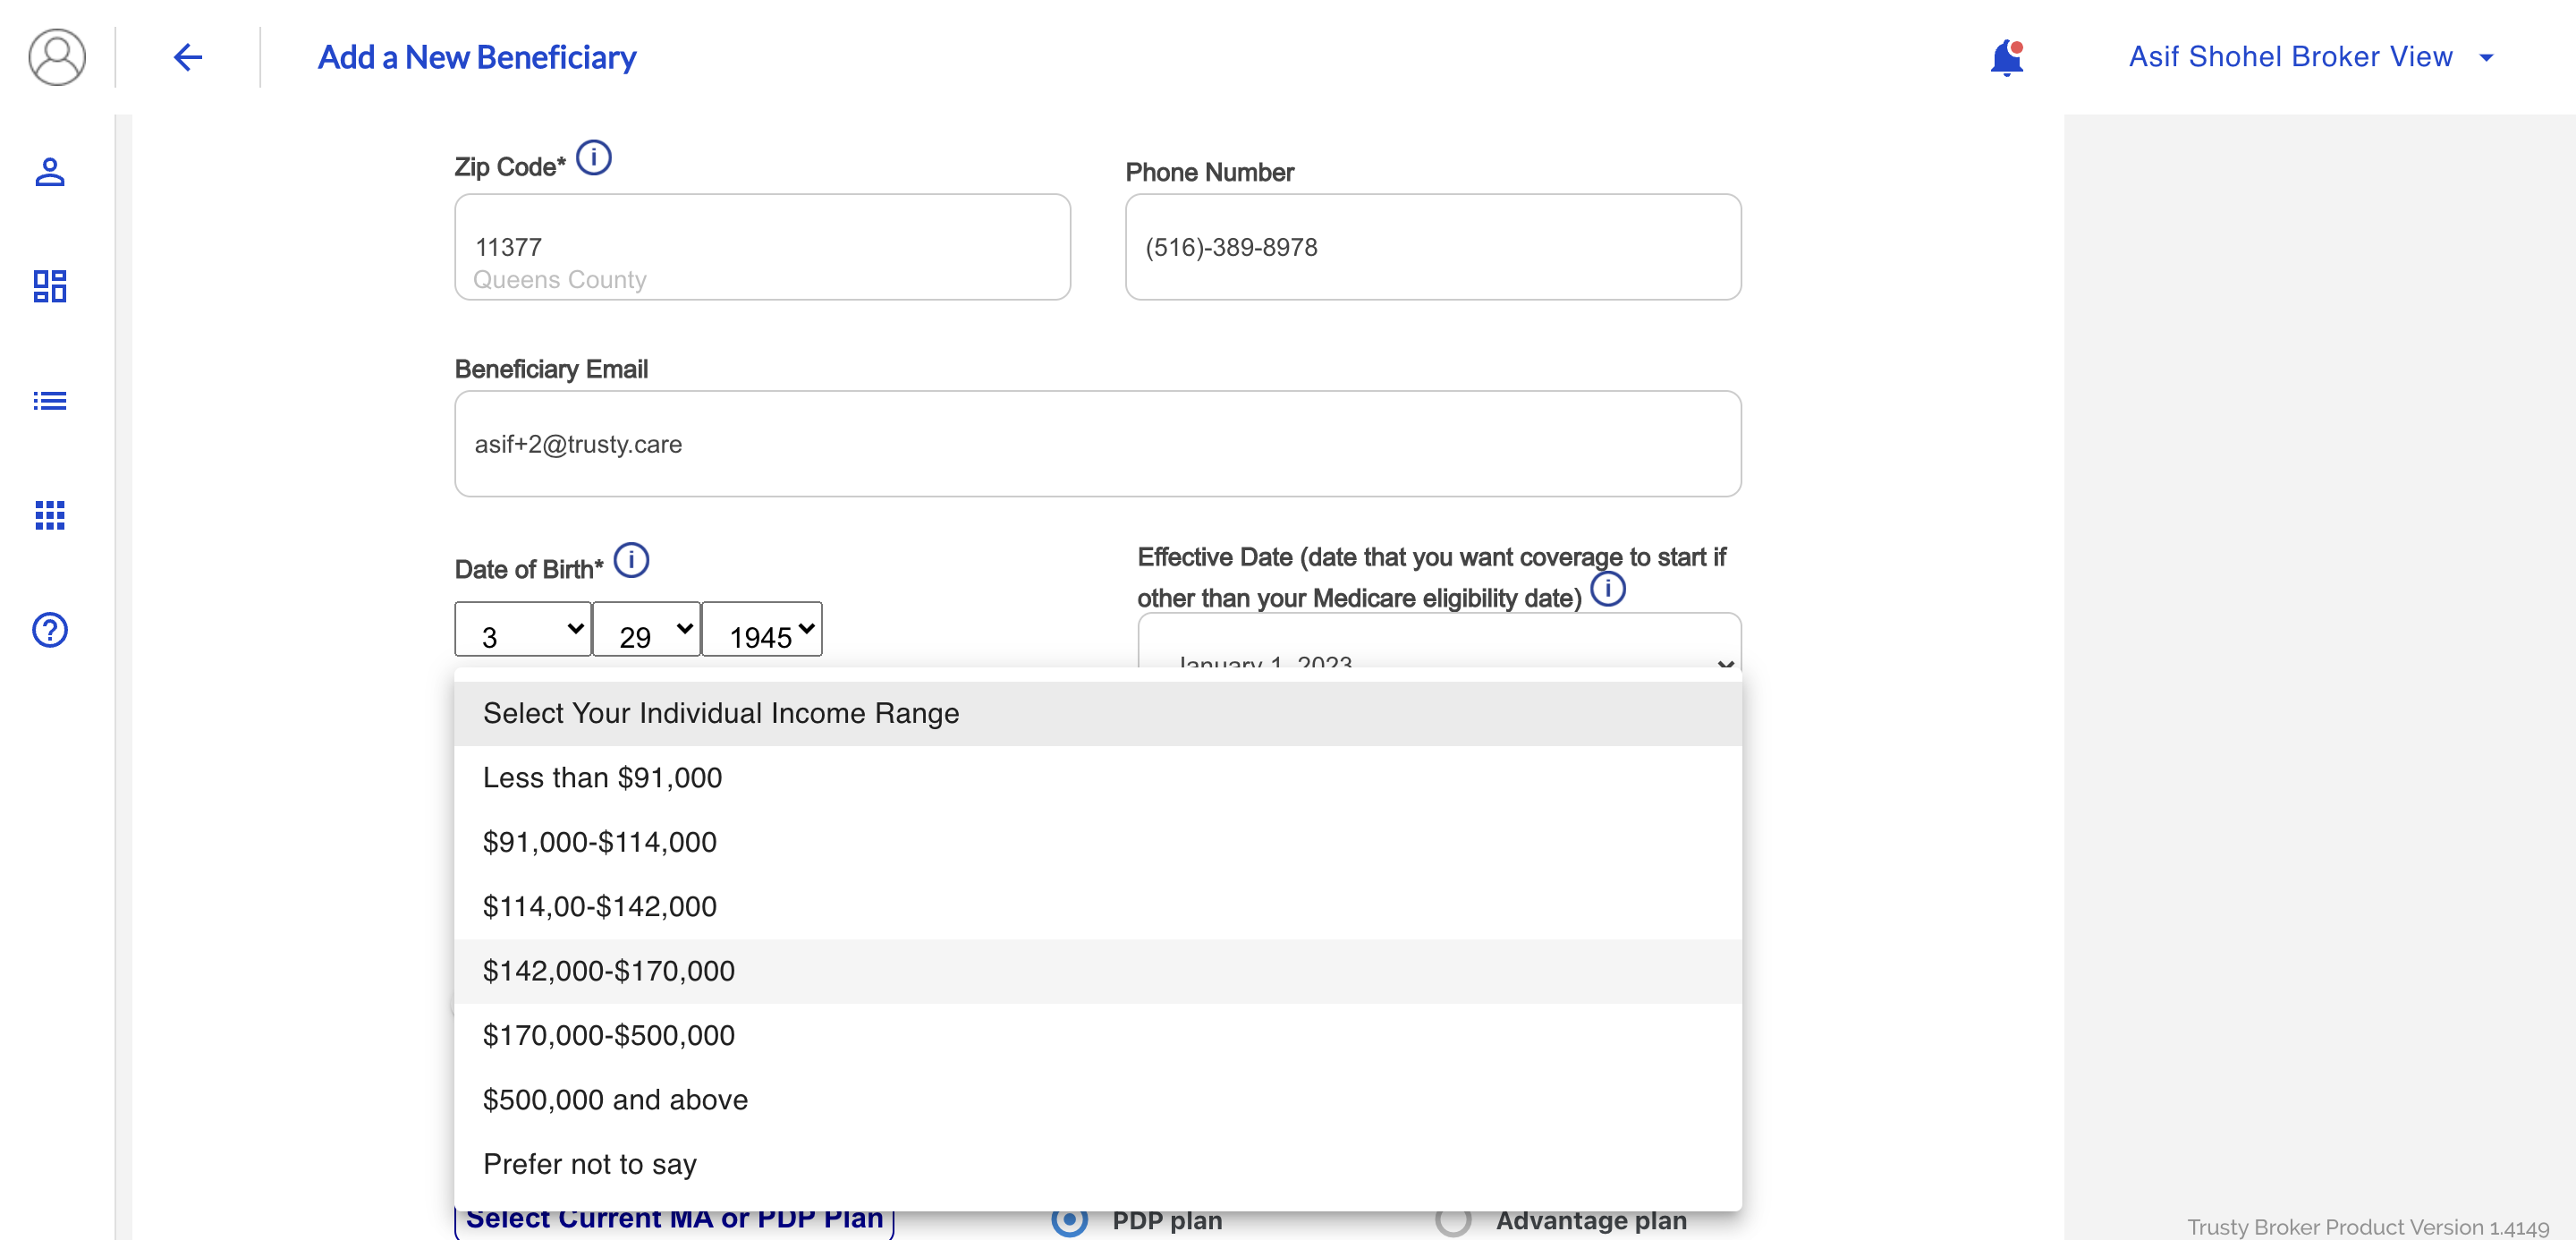 Add a New Beneficiary
Asif Shohel Broker View
Zip Code*
Phone Number
11377
Queens County
(516)-389-8978
Beneficiary Email
asif+2@trusty.care
Date of Birth*
Effective Date (date that you want coverage to start if
other than your Medicare eligibility date)
3 29 1945
January 1, 2023
Select Your Individual Income Range
Less than $91,000
$91,000-$114,000
$114,00-$142,000
$142,000-$170,000
$170,000-$500,000
$500,000 and above
Prefer not to say
Select Current MA or PDP Plan
PDP plan
Advantage plan
Trusty Broker Product Version 1.4149